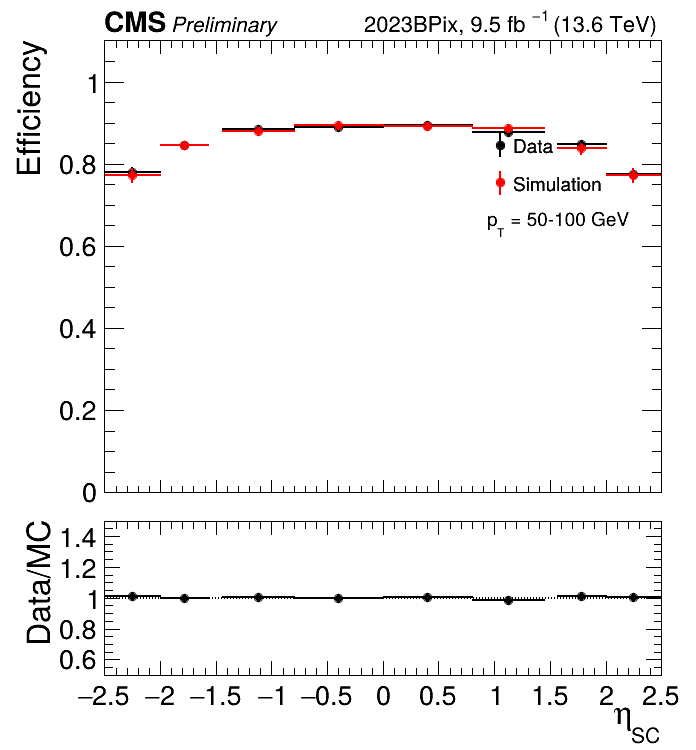 CMS Preliminary 2023BPix, 9.5 fb⁻¹ (13.6 TeV)
Efficiency
1
0.8
0.6
0.4
0.2
0
Data
Simulation
p_T = 50-100 GeV
Data/MC
1.4
1.2
1
0.8
0.6
−2.5 −2 −1.5 −1 −0.5 0 0.5 1 1.5 2 2.5
η_SC